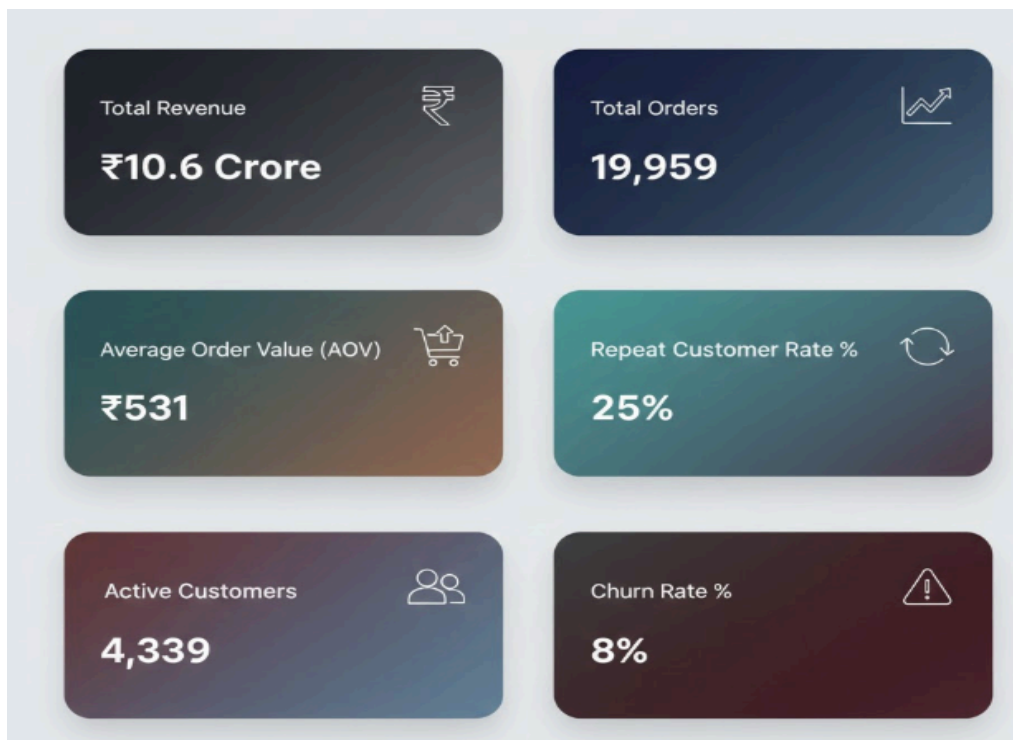 Total Revenue
₹10.6 Crore
Total Orders
19,959
Average Order Value (AOV)
₹531
Repeat Customer Rate %
25%
Active Customers
4,339
Churn Rate %
8%